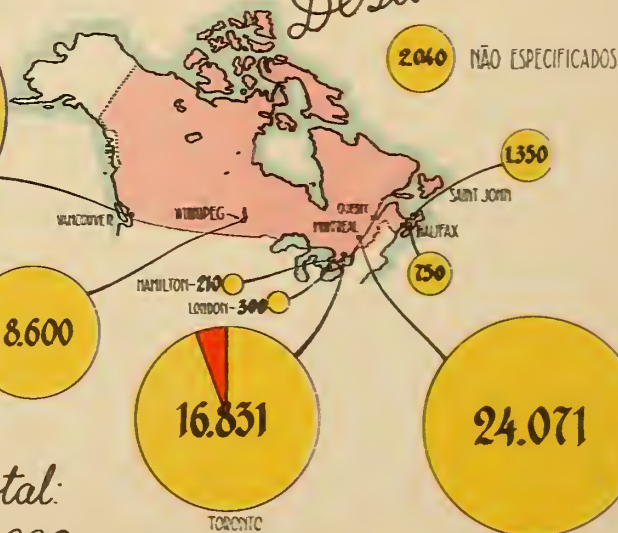 2.040 NÃO ESPECIFICADOS
1.350
SAINT JOHN
VANCOUVER
WINNIPEG
QUEBEC
MONTREAL
HALIFAX
750
HAMILTON-210
LONDON-300
8.600
16.831
24.071
tal:
TORONTO